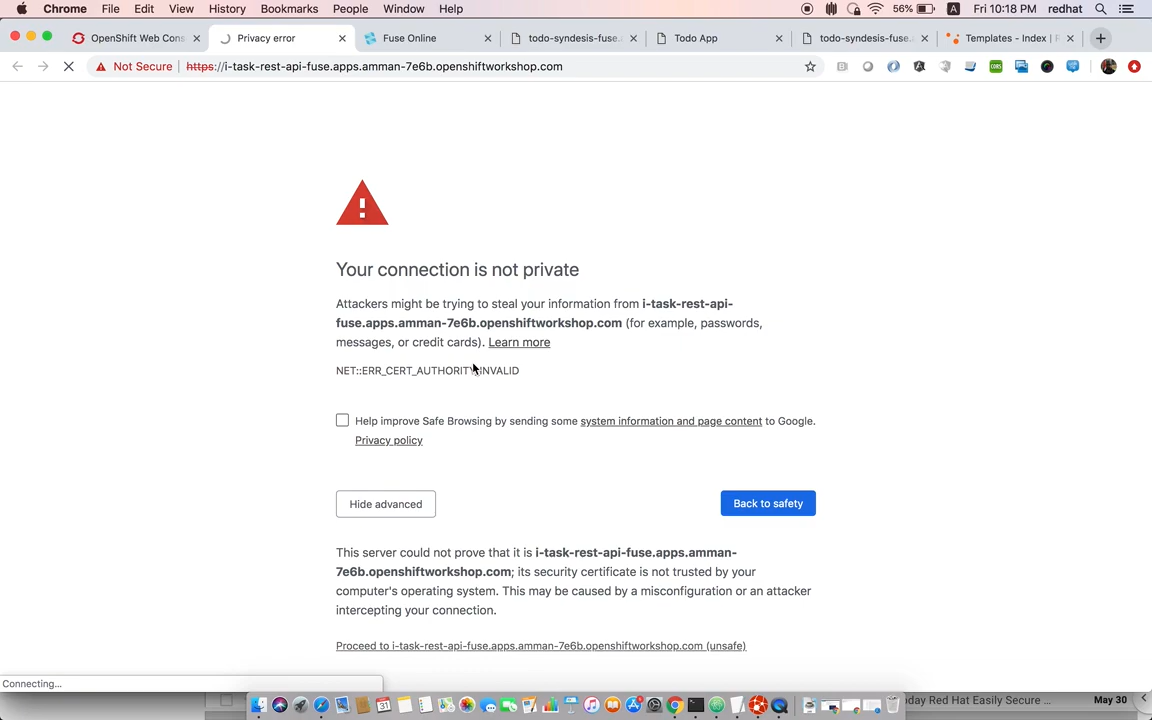 Chrome File Edit View History Bookmarks People Window Help 56% A Fri 10:18 PM redhat
OpenShift Web Cons Privacy error Fuse Online todo-syndesis-fuse. Todo App todo-syndesis-fuse. Templates - Index | F
Not Secure https://i-task-rest-api-fuse.apps.amman-7e6b.openshiftworkshop.com
Your connection is not private
Attackers might be trying to steal your information from i-task-rest-api-
fuse.apps.amman-7e6b.openshiftworkshop.com (for example, passwords,
messages, or credit cards). Learn more
NET::ERR_CERT_AUTHORITY_INVALID
Help improve Safe Browsing by sending some system information and page content to Google.
Privacy policy
Hide advanced
Back to safety
This server could not prove that it is i-task-rest-api-fuse.apps.amman-
7e6b.openshiftworkshop.com; its security certificate is not trusted by your
computer's operating system. This may be caused by a misconfiguration or an attacker
intercepting your connection.
Proceed to i-task-rest-api-fuse.apps.amman-7e6b.openshiftworkshop.com (unsafe)
Connecting...
oday Red Hat Easily Secure ... May 30